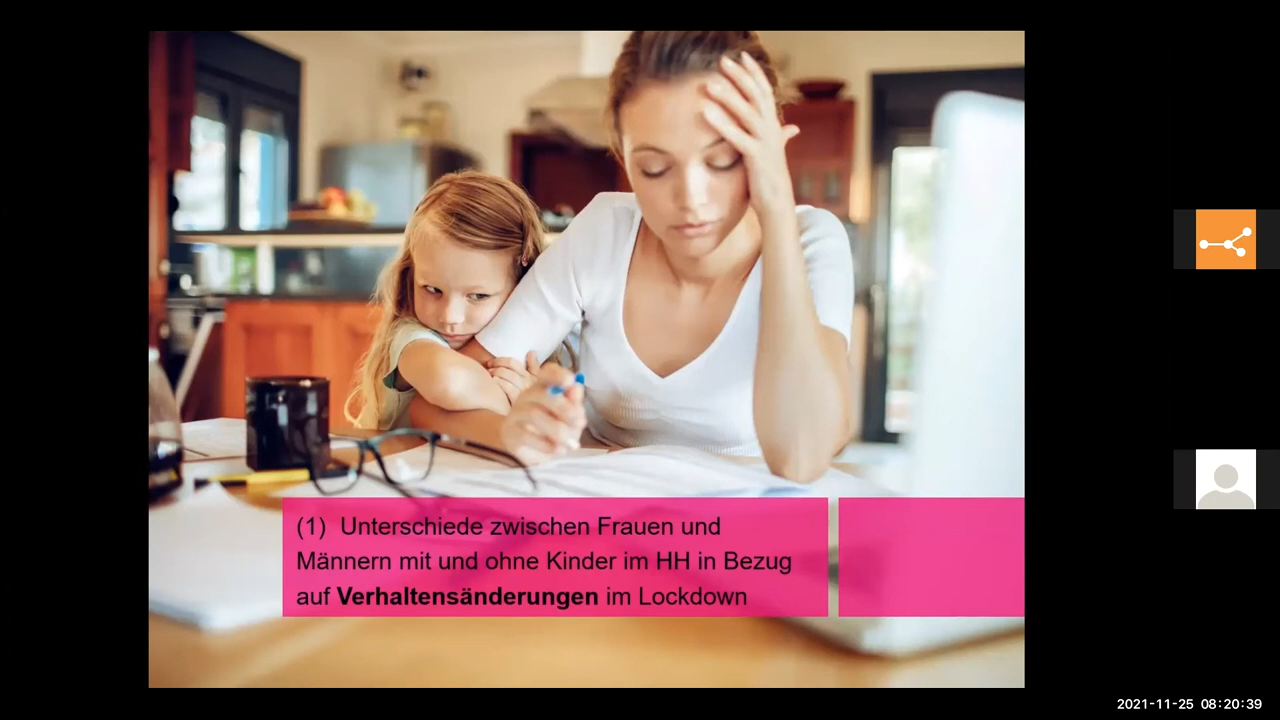 (1) Unterschiede zwischen Frauen und
Männern mit und ohne Kinder im HH in Bezug
auf Verhaltensänderungen im Lockdown
2021-11-25 08:20:39